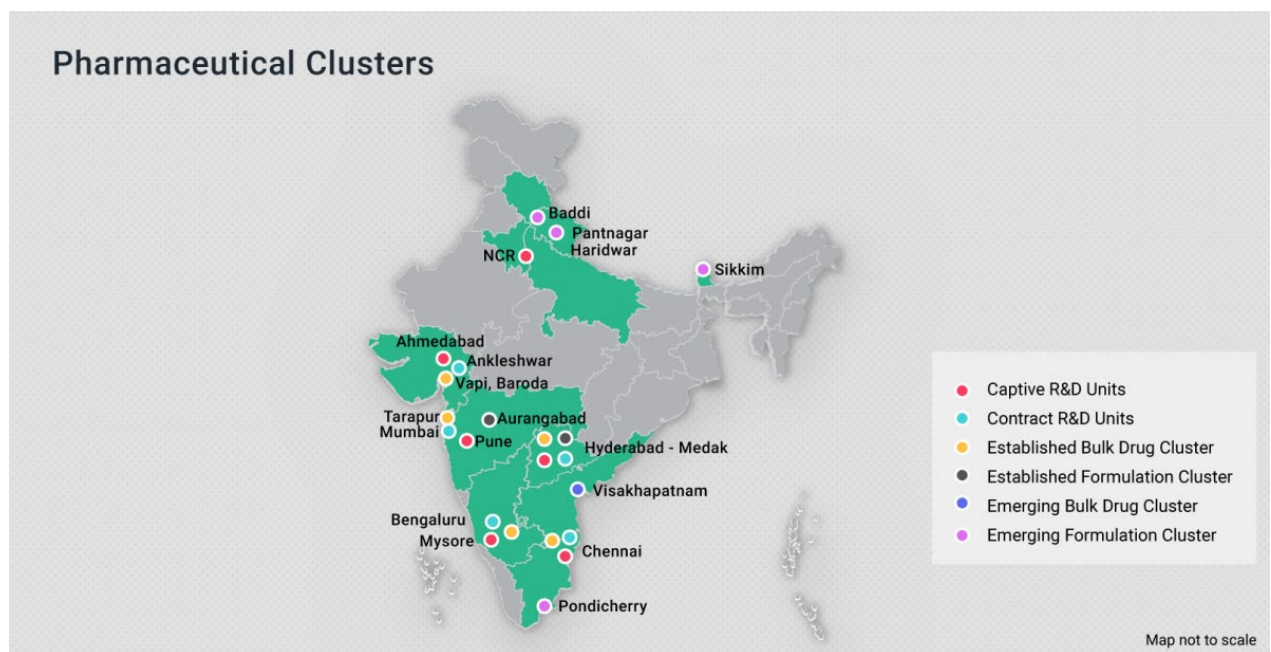 Pharmaceutical Clusters
Baddi
Pantnagar
Haridwar
NCR
Sikkim
Ahmedabad
Ankleshwar
Vapi, Baroda
Tarapur
Mumbai
Aurangabad
Pune
Hyderabad - Medak
Visakhapatnam
Bengaluru
Mysore
Chennai
Pondicherry
Captive R&D Units
Contract R&D Units
Established Bulk Drug Cluster
Established Formulation Cluster
Emerging Bulk Drug Cluster
Emerging Formulation Cluster
Map not to scale